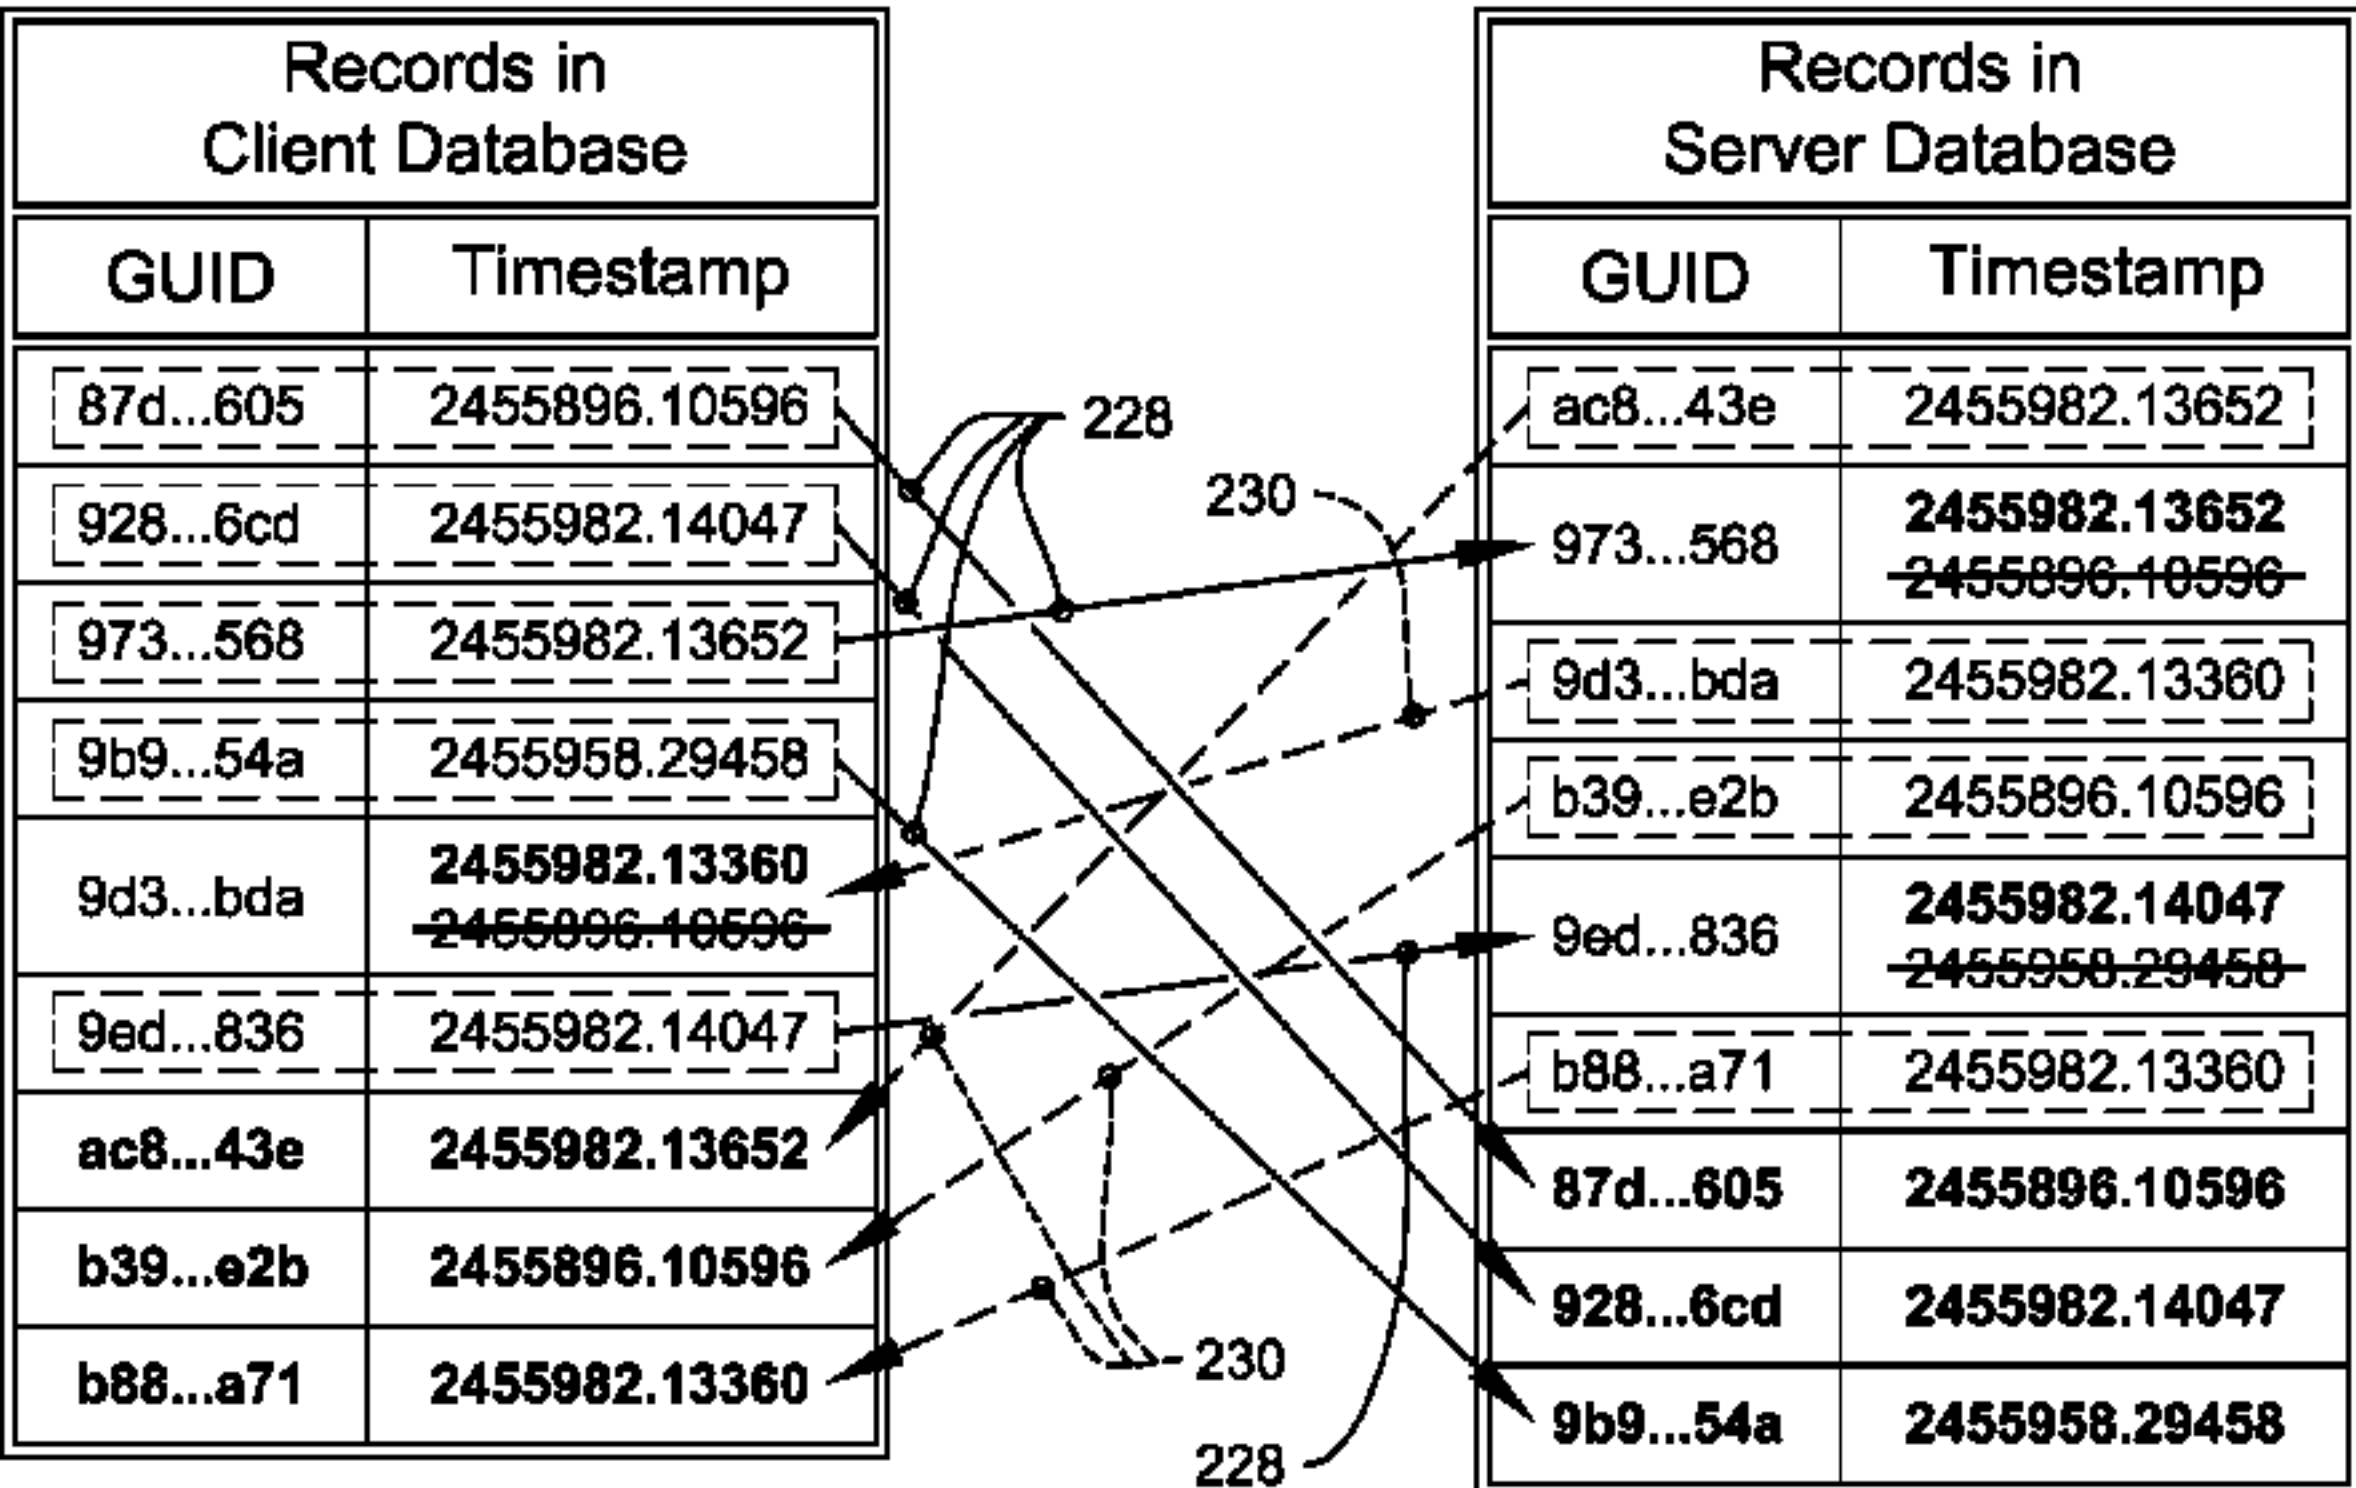 Records in
Client Database
GUID Timestamp
87d...605 2455896.10596
928...6cd 2455982.14047
973...568 2455982.13652
9b9...54a 2455958.29458
9d3...bda 2455982.13360
2455896.10596
9ed...836 2455982.14047
ac8...43e 2455982.13652
b39...e2b 2455896.10596
b88...a71 2455982.13360
228
230
230
228
Records in
Server Database
GUID Timestamp
ac8...43e 2455982.13652
973...568 2455982.13652
2455896.10596
9d3...bda 2455982.13360
b39...e2b 2455896.10596
9ed...836 2455982.14047
2455958.29458
b88...a71 2455982.13360
87d...605 2455896.10596
928...6cd 2455982.14047
9b9...54a 2455958.29458